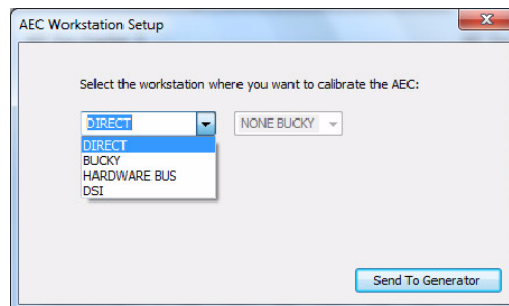 AEC Workstation Setup
Select the workstation where you want to calibrate the AEC:
DIRECT NONE BUCKY
DIRECT
BUCKY
HARDWARE BUS
DSI
Send To Generator